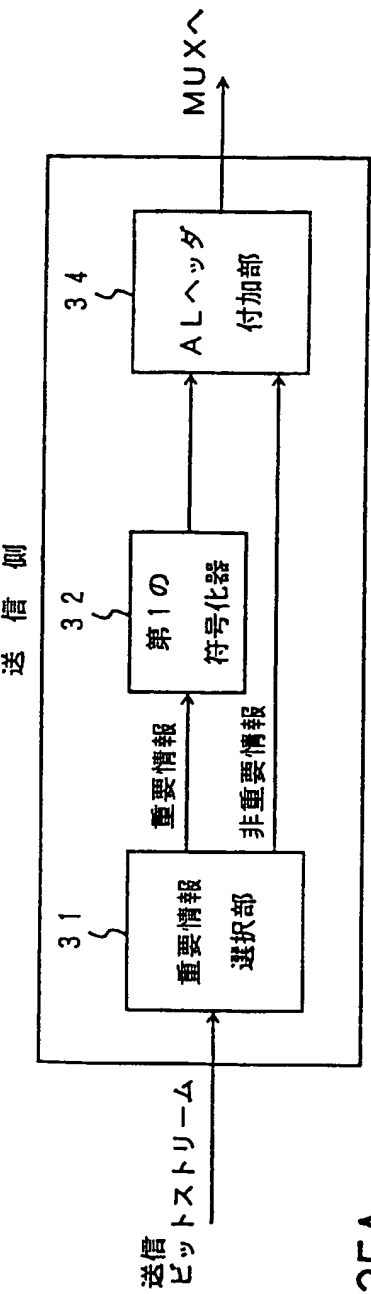 送信側
送信
ビットストリーム
31
重要情報
選択部
重要情報
非重要情報
32
第1の
符号化器
34
ALヘッダ
付加部
MUXへ